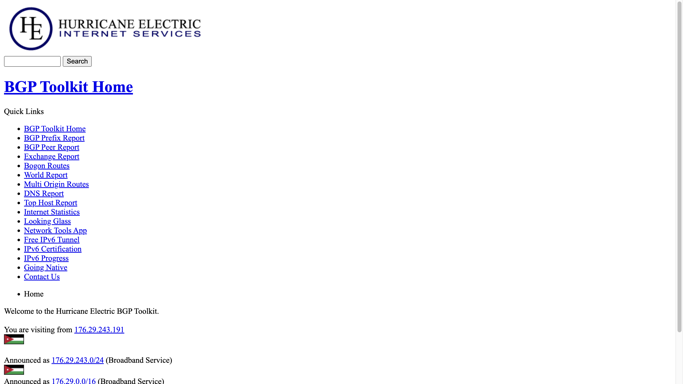 HE HURRICANE ELECTRIC
INTERNET SERVICES
Search
BGP Toolkit Home
Quick Links
BGP Toolkit Home
BGP Prefix Report
BGP Peer Report
Exchange Report
Bogon Routes
World Report
Multi Origin Routes
DNS Report
Top Host Report
Internet Statistics
Looking Glass
Network Tools App
Free IPv6 Tunnel
IPv6 Certification
IPv6 Progress
Going Native
Contact Us
Home
Welcome to the Hurricane Electric BGP Toolkit.
You are visiting from 176.29.243.191
Announced as 176.29.243.0/24 (Broadband Service)
Announced as 176.29.0.0/16 (Broadband Service)